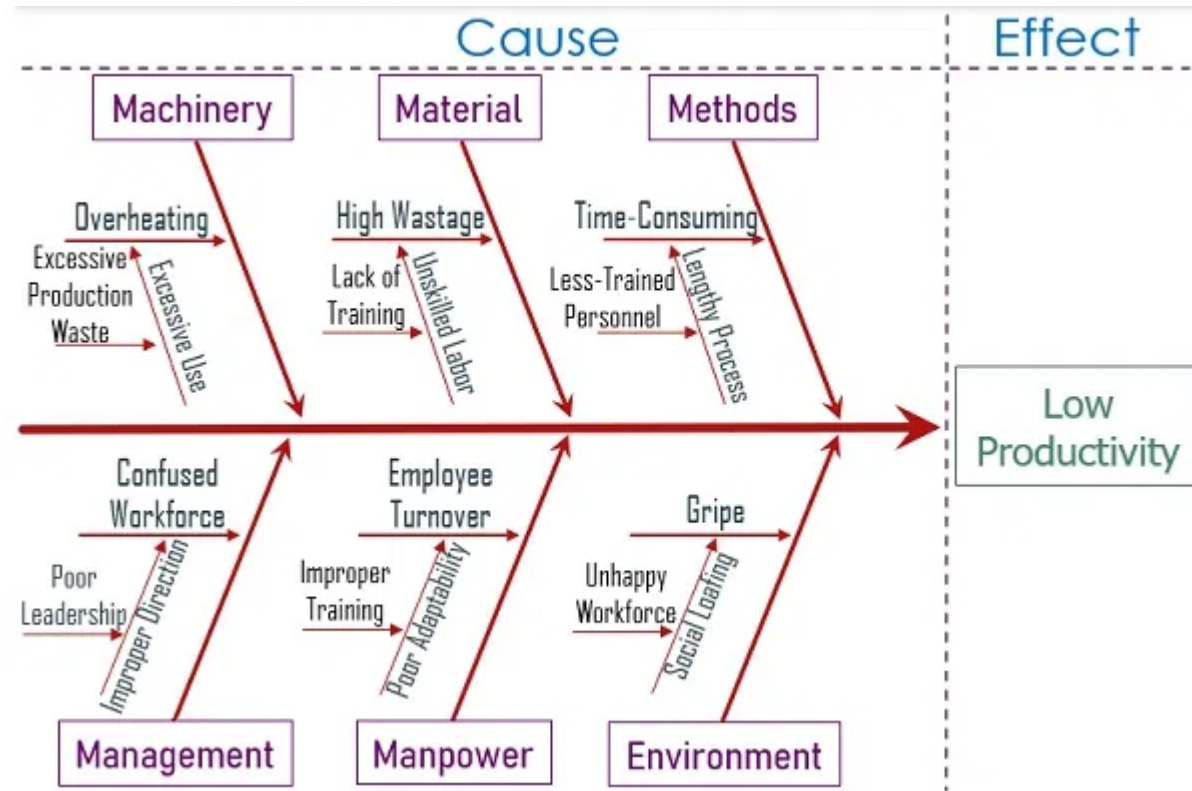 Cause
Effect
Machinery
Material
Methods
Overheating
Excessive
Production
Waste
Excessive Use
High Wastage
Lack of
Training
Unskilled Labor
Time-Consuming
Less-Trained
Personnel
Lengthy Process
Low
Productivity
Confused
Workforce
Poor
Leadership
Improper Direction
Employee
Turnover
Improper
Training
Poor Adaptability
Gripe
Unhappy
Workforce
Social Loafing
Management
Manpower
Environment